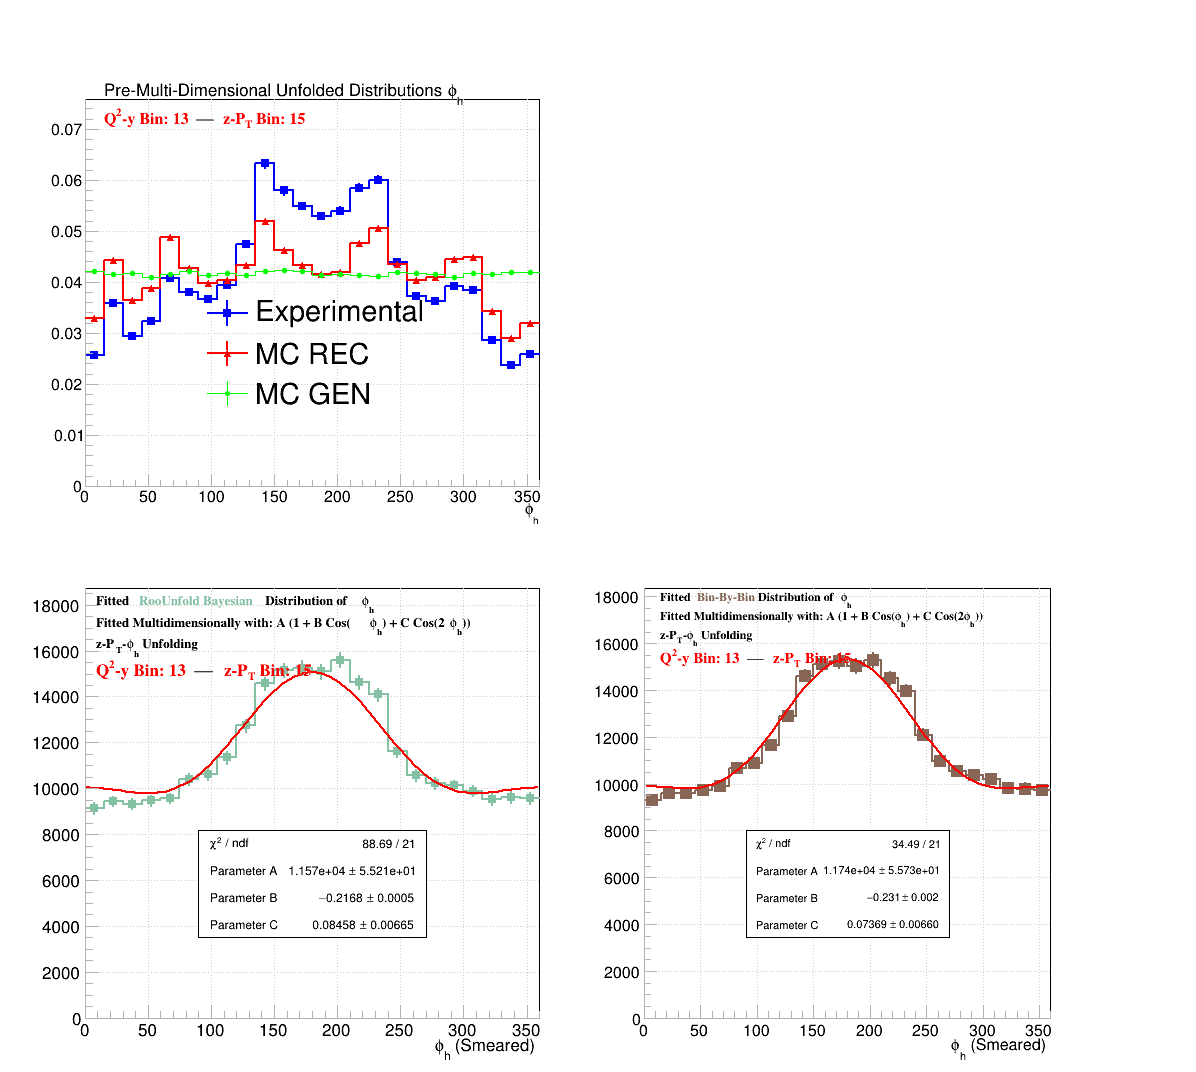 Pre-Multi-Dimensional Unfolded Distributions ϕh
Q2-y Bin: 13 — z-PT Bin: 15
0.07
0.06
0.05
0.04
0.03
0.02
0.01
0
Experimental
MC REC
MC GEN
0 50 100 150 200 250 300 350
ϕh
Fitted RooUnfold Bayesian Distribution of ϕh
Fitted Multidimensionally with: A (1 + B Cos( ϕh) + C Cos(2 ϕh))
z-PT-ϕh Unfolding
Q2-y Bin: 13 — z-PT Bin: 15
18000
16000
14000
12000
10000
8000
6000
4000
2000
0
χ2 / ndf 88.69 / 21
Parameter A 1.157e+04 ± 5.521e+01
Parameter B −0.2168 ± 0.0005
Parameter C 0.08458 ± 0.00665
0 50 100 150 200 250 300 350
ϕh (Smeared)
Fitted Bin-By-Bin Distribution of ϕh
Fitted Multidimensionally with: A (1 + B Cos(ϕh) + C Cos(2ϕh))
z-PT-ϕh Unfolding
Q2-y Bin: 13 — z-PT Bin: 15
18000
16000
14000
12000
10000
8000
6000
4000
2000
0
χ2 / ndf 34.49 / 21
Parameter A 1.174e+04 ± 5.573e+01
Parameter B −0.231 ± 0.002
Parameter C 0.07369 ± 0.00660
0 50 100 150 200 250 300 350
ϕh (Smeared)